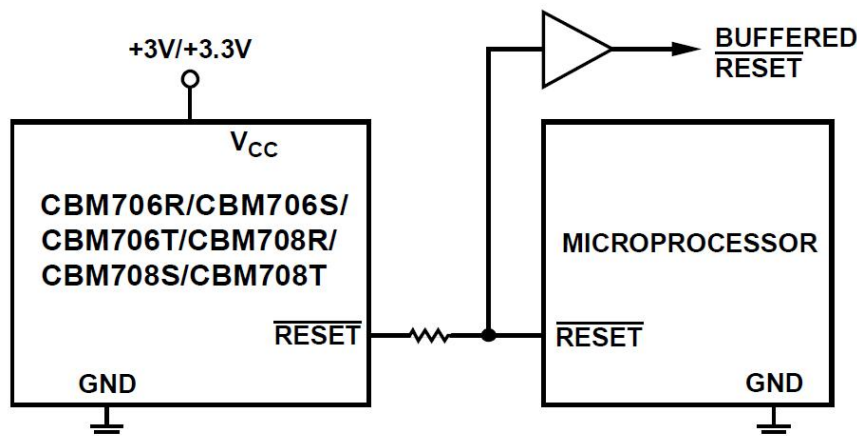 +3V/+3.3V
BUFFERED
RESET
VCC
CBM706R/CBM706S/
CBM706T/CBM708R/
CBM708S/CBM708T
MICROPROCESSOR
RESET
RESET
GND
GND